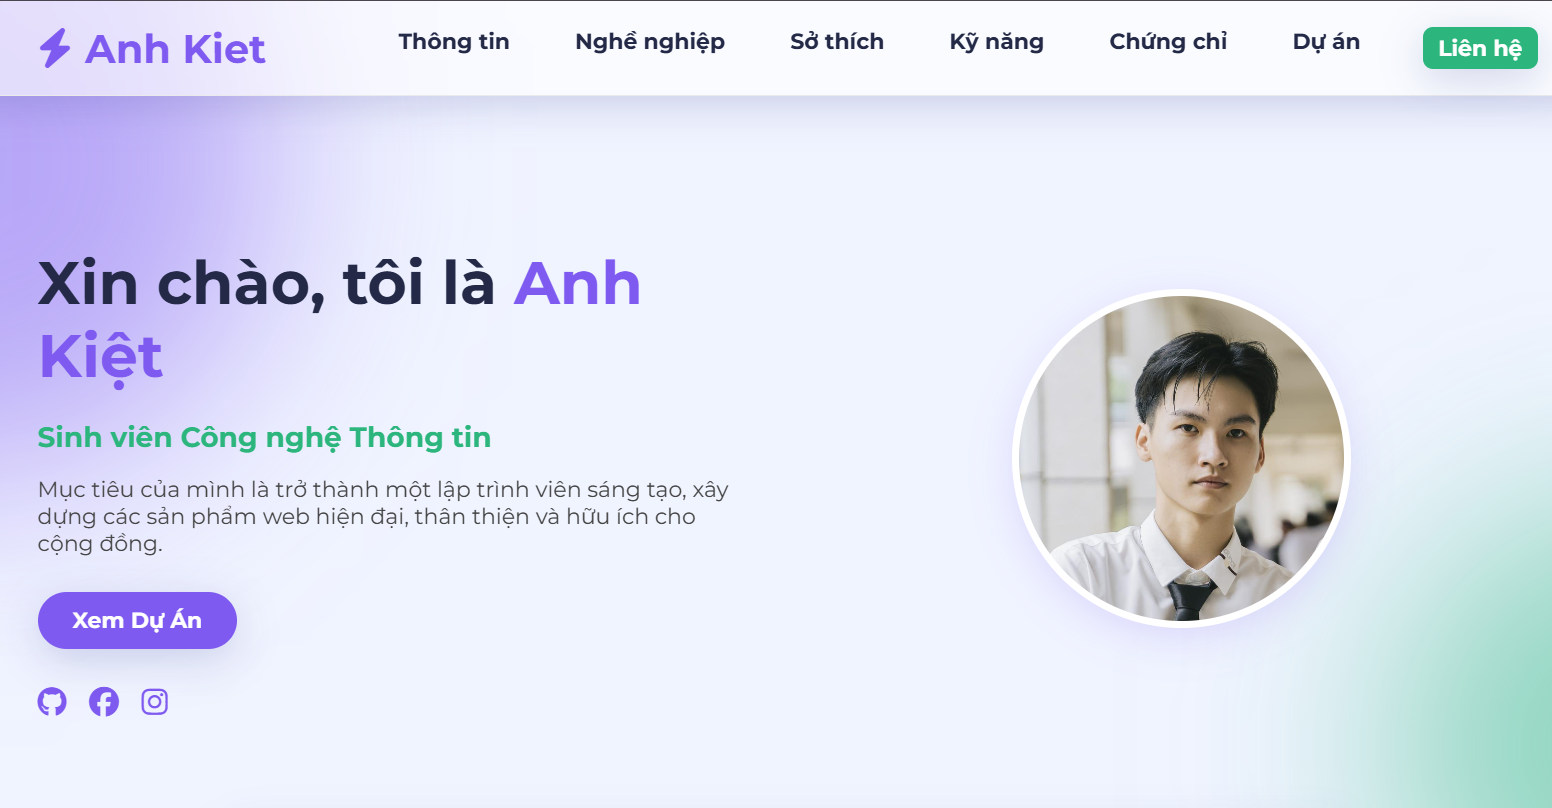 Anh Kiet
Thông tin
Nghề nghiệp
Sở thích
Kỹ năng
Chứng chỉ
Dự án
Liên hệ
Xin chào, tôi là Anh
Kiệt
Sinh viên Công nghệ Thông tin
Mục tiêu của mình là trở thành một lập trình viên sáng tạo, xây
dựng các sản phẩm web hiện đại, thân thiện và hữu ích cho
cộng đồng.
Xem Dự Án